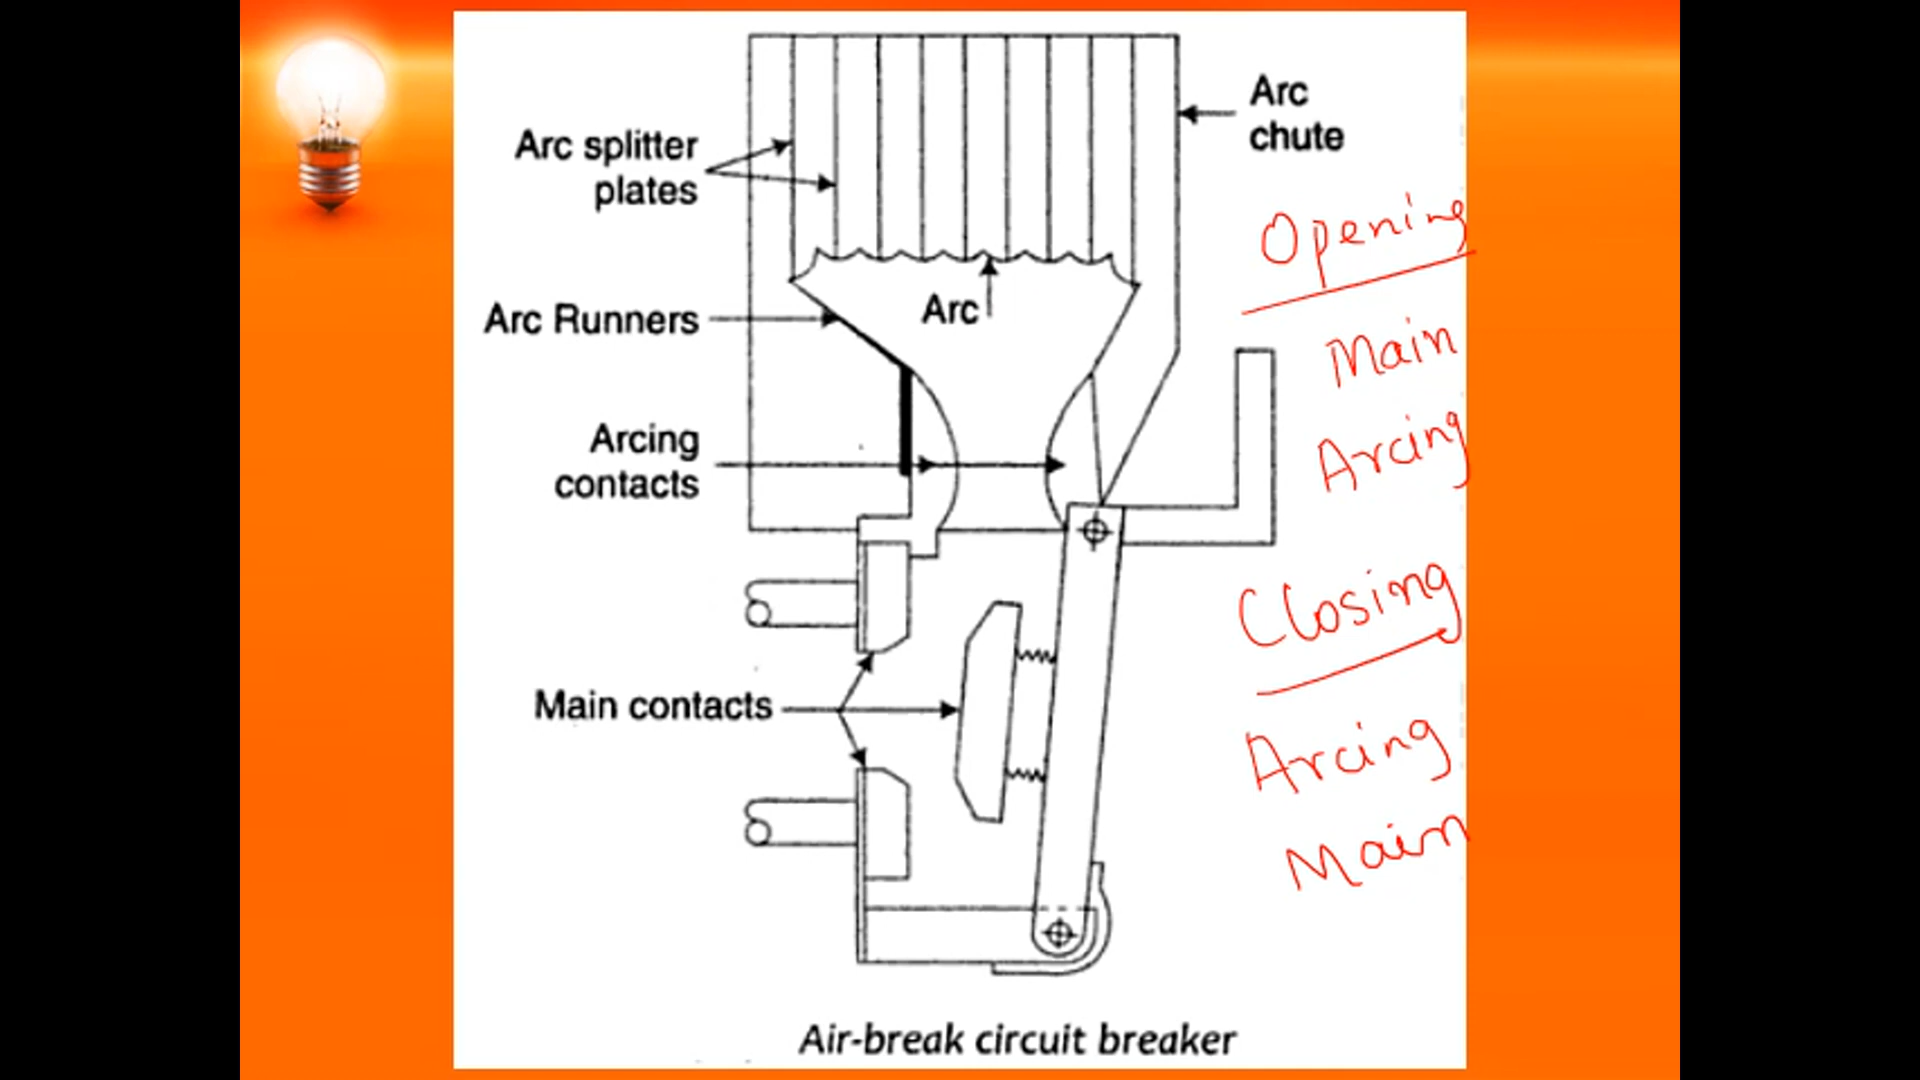 Arc splitter
plates
Arc
chute
Opening
Arc Runners
Arc
Main
Arcing
contacts
Arcing
Closing
Main contacts
Arcing
Main
Air-break circuit breaker